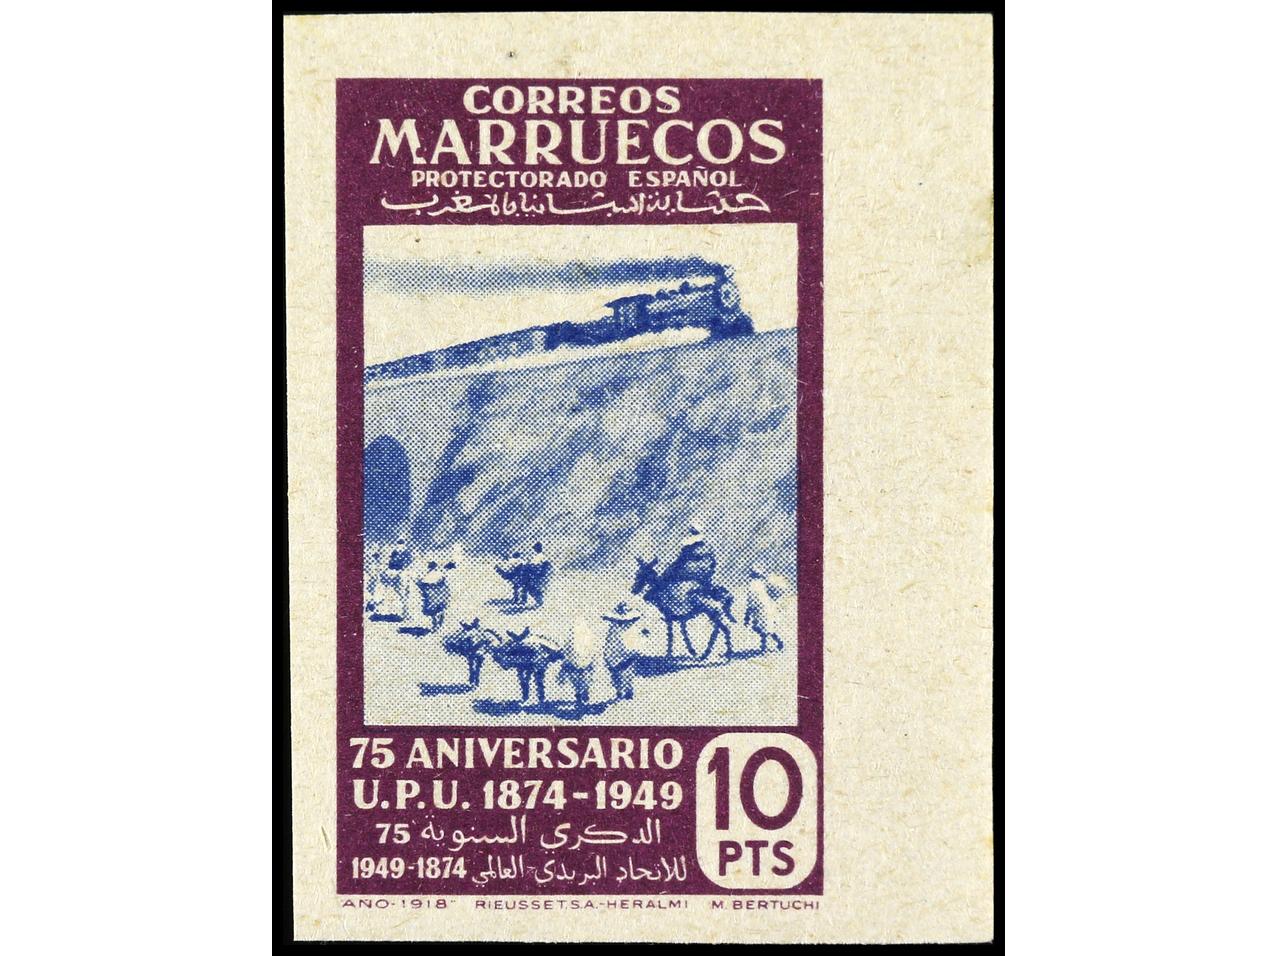 CORREOS
MARRUECOS
PROTECTORADO ESPAÑOL
75 ANIVERSARIO
U.P.U. 1874-1949
الذكري السنوية 75
للاتحاد البريدي العالمي 1874-1949
10
PTS
AÑO-1918 RIEUSSET.S.A.-HERALMI M. BERTUCHI